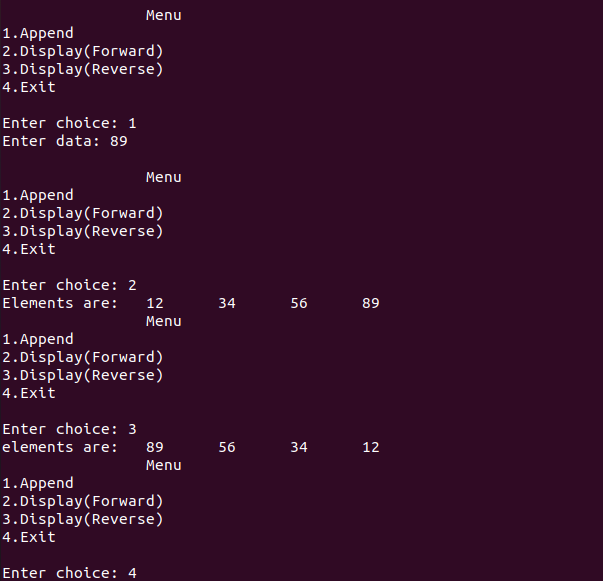 Menu
1.Append
2.Display(Forward)
3.Display(Reverse)
4.Exit
Enter choice: 1
Enter data: 89
Menu
1.Append
2.Display(Forward)
3.Display(Reverse)
4.Exit
Enter choice: 2
Elements are:   12      34      56      89
Menu
1.Append
2.Display(Forward)
3.Display(Reverse)
4.Exit
Enter choice: 3
elements are:   89      56      34      12
Menu
1.Append
2.Display(Forward)
3.Display(Reverse)
4.Exit
Enter choice: 4